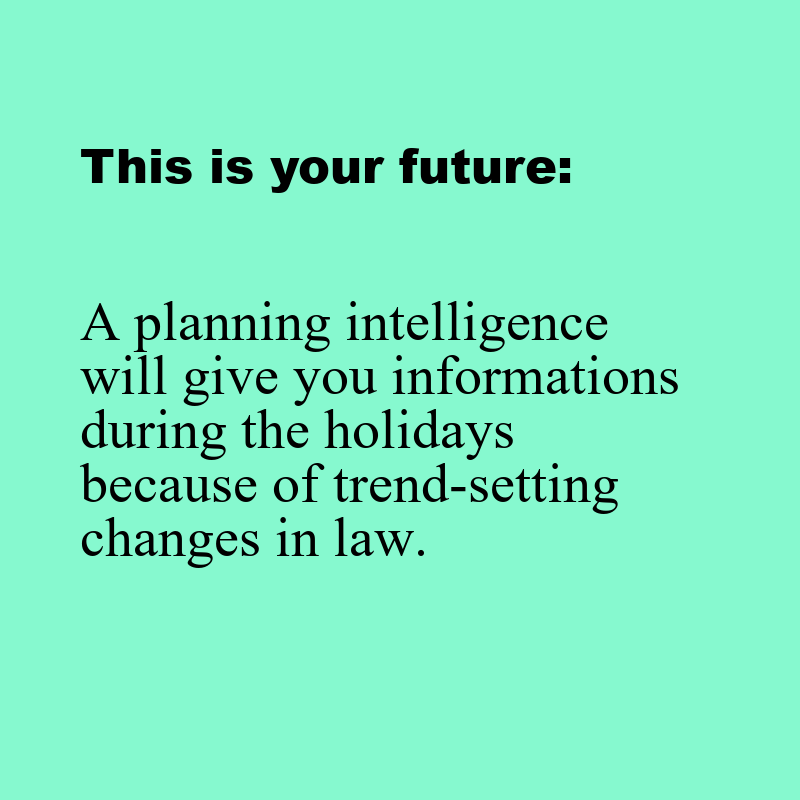 This is your future:
A planning intelligence
will give you informations
during the holidays
because of trend-setting
changes in law.